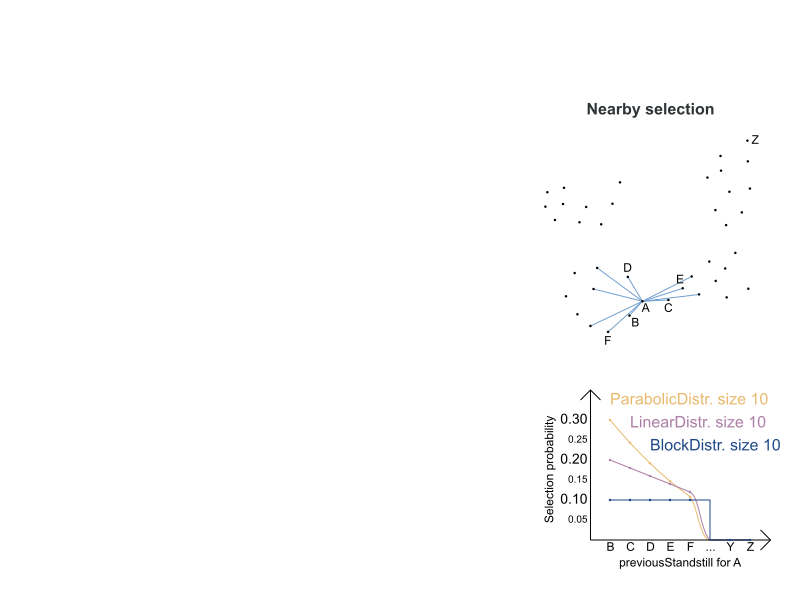 Nearby selection
Z
D
E
A
C
B
F
ParabolicDistr. size 10
LinearDistr. size 10
BlockDistr. size 10
Selection probability
0.30
0.25
0.20
0.15
0.10
0.05
B C D E F ... Y Z
previousStandstill for A